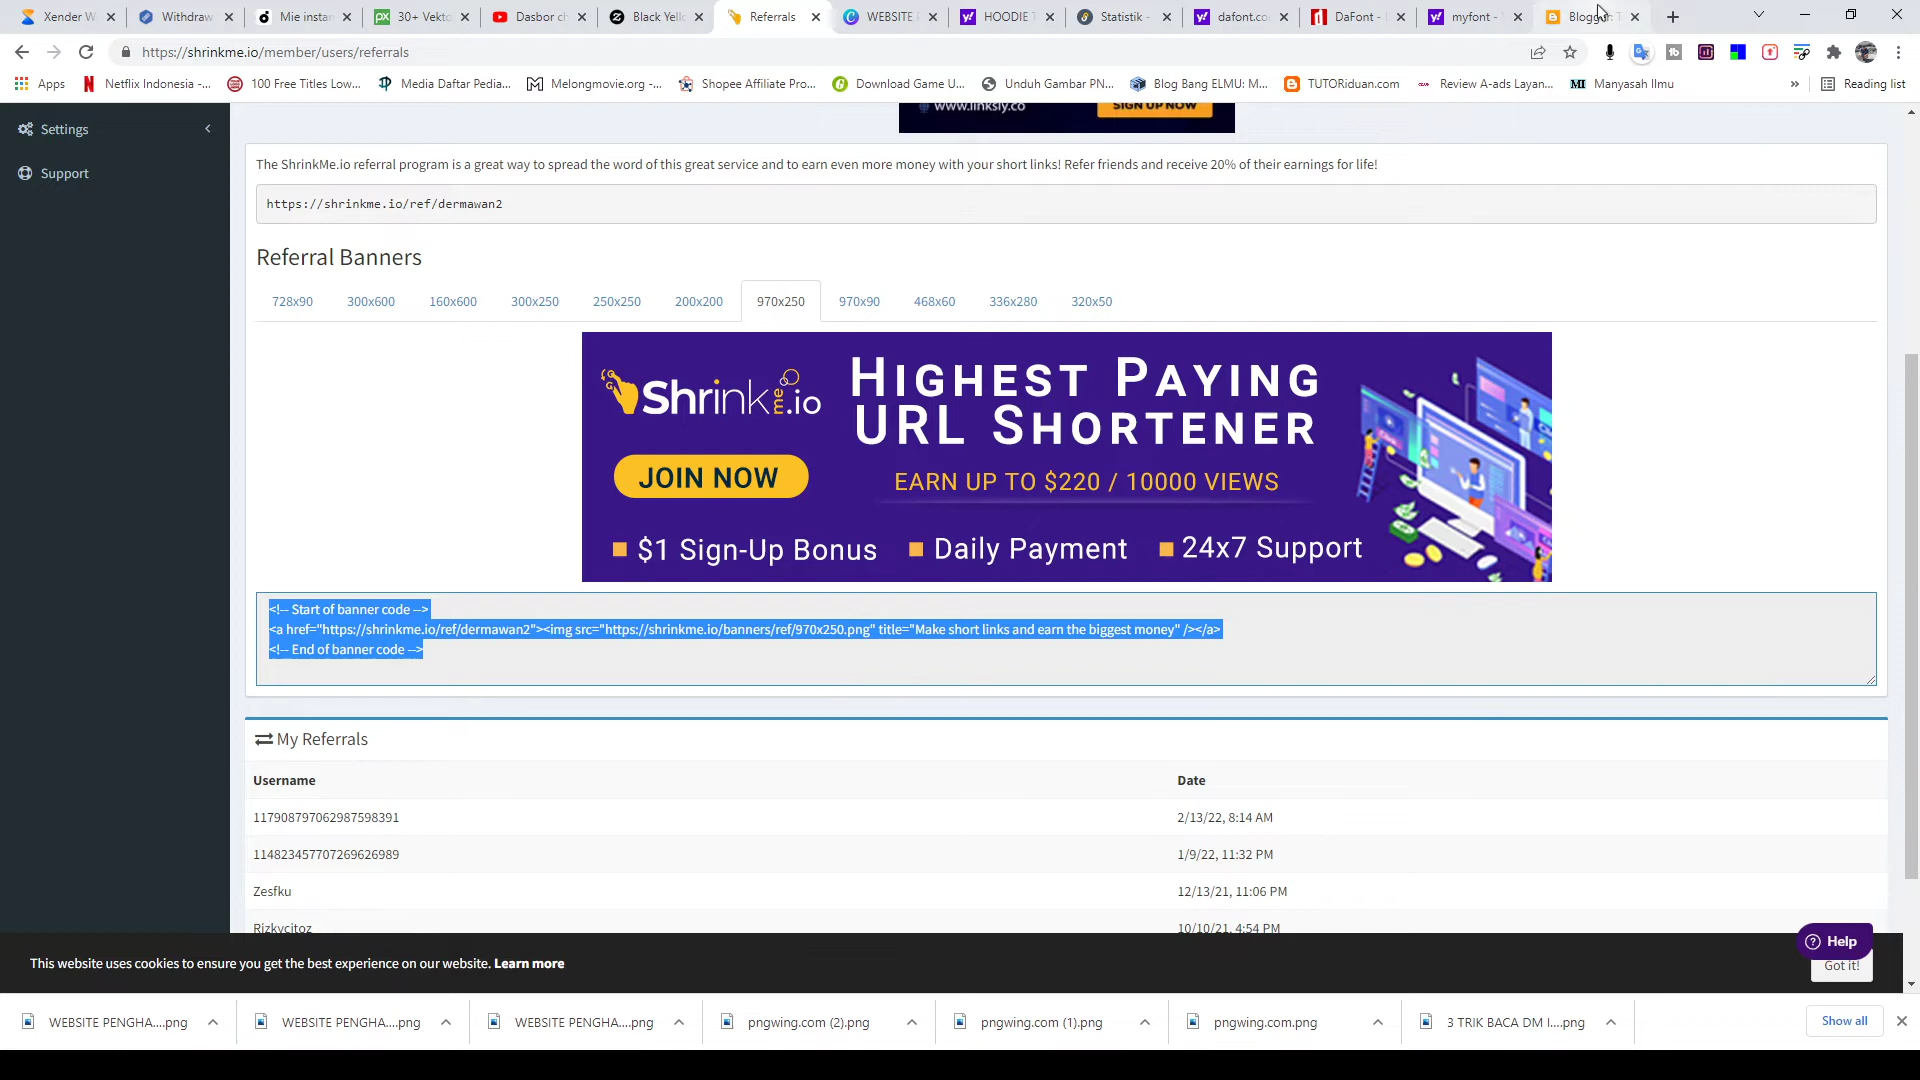 Xender W
Withdraw
Mie instan
30+ Vekto
Dasbor ch
Black Yello
Referrals
WEBSITE P
HOODIE T
Statistik -
dafont.co
DaFont - 
myfont -
https://shrinkme.io/member/users/referrals
Apps
Netflix Indonesia -...
100 Free Titles Low...
Media Daftar Pedia...
Melongmovie.org -...
Shopee Affiliate Pro...
Download Game U...
Unduh Gambar PN...
Blog Bang ELMU: M...
TUTORiduan.com
Review A-ads Layan...
Manyasah Ilmu
»
Reading list
Settings
Support
www.linksly.co
SIGN UP NOW
The ShrinkMe.io referral program is a great way to spread the word of this great service and to earn even more money with your short links! Refer friends and receive 20% of their earnings for life!
https://shrinkme.io/ref/dermawan2
Referral Banners
728x90
300x600
160x600
300x250
250x250
200x200
970x250
970x90
468x60
336x280
320x50
Shrinkme.io
HIGHEST PAYING
URL SHORTENER
JOIN NOW
EARN UP TO $220 / 10000 VIEWS
$1 Sign-Up Bonus
Daily Payment
24x7 Support
<!-- Start of banner code -->
<a href="https://shrinkme.io/ref/dermawan2"><img src="https://shrinkme.io/banners/ref/970x250.png" title="Make short links and earn the biggest money" /></a>
<!-- End of banner code -->
My Referrals
Username
Date
117908797062987598391
2/13/22, 8:14 AM
114823457707269626989
1/9/22, 11:32 PM
Zesfku
12/13/21, 11:06 PM
Rizkycitoz
10/10/21, 4:54 PM
Help
This website uses cookies to ensure you get the best experience on our website. Learn more
Got it!
WEBSITE PENGHA....png
WEBSITE PENGHA....png
WEBSITE PENGHA....png
pngwing.com (2).png
pngwing.com (1).png
pngwing.com.png
3 TRIK BACA DM I....png
Show all